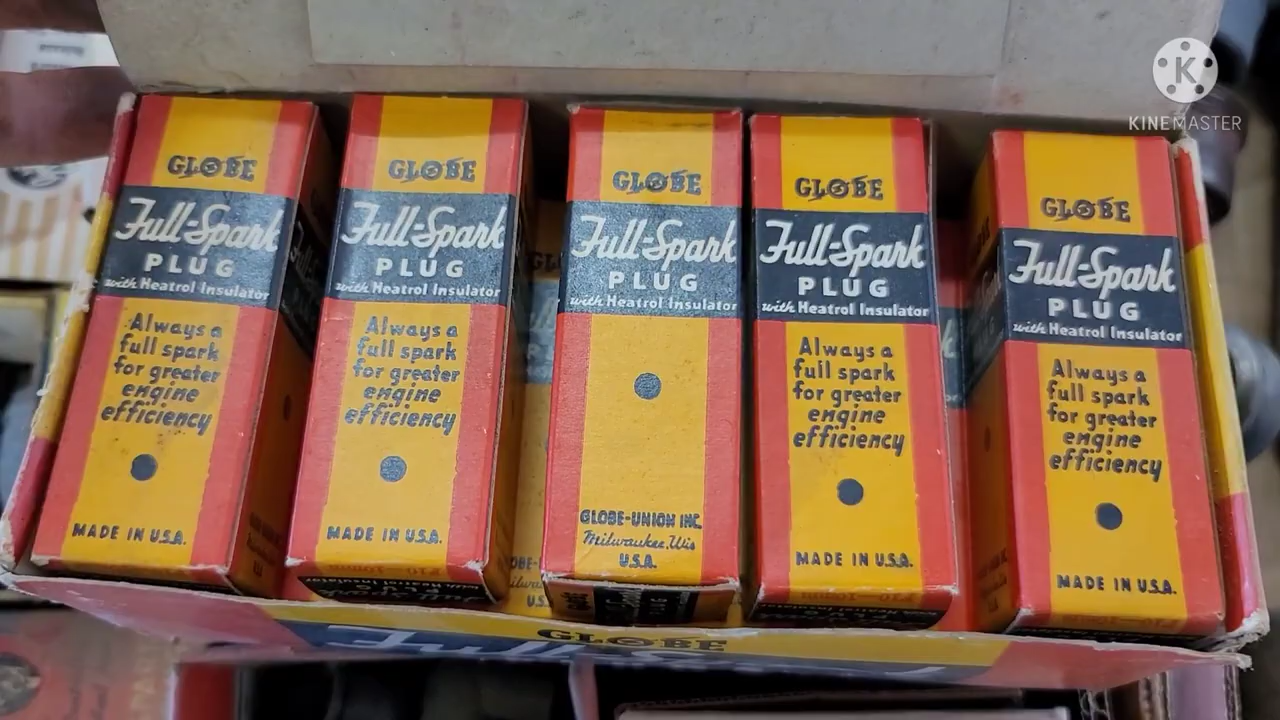 KINEMASTER
GLOBE
Full-Spark
PLUG
with Heatrol Insulator
Always a
full spark
for greater
engine
efficiency
MADE IN U.S.A.
GLOBE
Full-Spark
PLUG
with Heatrol Insulator
Always a
full spark
for greater
engine
efficiency
MADE IN U.S.A.
GLOBE
Full-Spark
PLUG
with Heatrol Insulator
GLOBE-UNION INC.
Milwaukee, Wis
U.S.A.
GLOBE
Full-Spark
PLUG
with Heatrol Insulator
Always a
full spark
for greater
engine
efficiency
MADE IN U.S.A.
GLOBE
Full-Spark
PLUG
with Heatrol Insulator
Always a
full spark
for greater
engine
efficiency
MADE IN U.S.A.
GLOBE